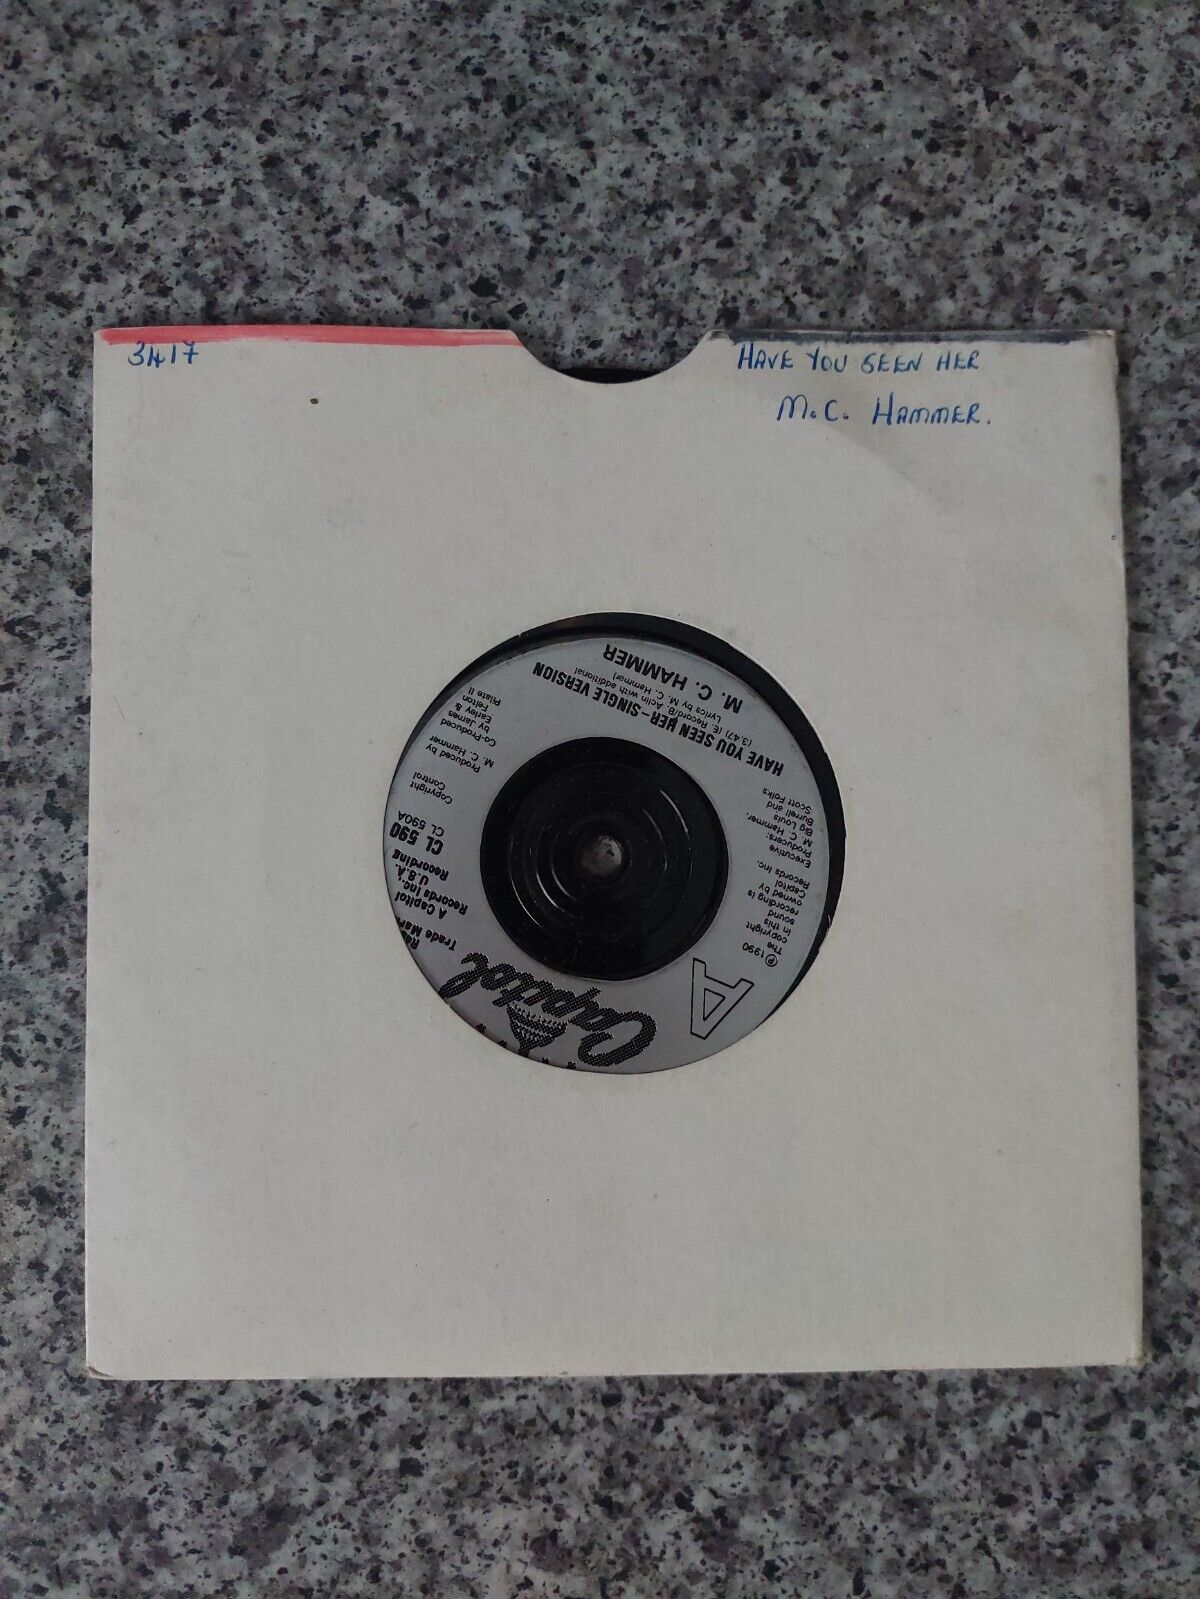 3417
HAVE YOU SEEN HER
M.C. HAMMER.
Capitol
A
Trade Mark
A Capitol
Records Inc.,
U.S.A.
Recording
CL 590
CL 590A
Copyright
Control
Produced by
M. C. Hammer
Co-Produced
by James
Earley &
Felton
Pilate II
℗1990
The
copyright
in this
sound
recording is
owned by
Capitol
Records Inc.
Executive
Producers:
M. C. Hammer,
Big Louis
Burrell and
Scott Folks
HAVE YOU SEEN HER—SINGLE VERSION
(3.47) (E. Record/B. Aclin with additional
Lyrics by M. C. Hammer)
M. C. HAMMER